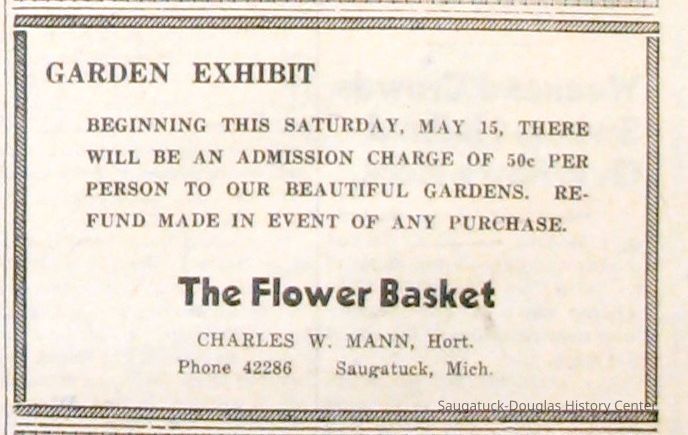 GARDEN EXHIBIT
BEGINNING THIS SATURDAY, MAY 15, THERE
WILL BE AN ADMISSION CHARGE OF 50c PER
PERSON TO OUR BEAUTIFUL GARDENS. RE-
FUND MADE IN EVENT OF ANY PURCHASE.
The Flower Basket
CHARLES W. MANN, Hort.
Phone 42286 Saugatuck, Mich.
Saugatuck-Douglas History Center